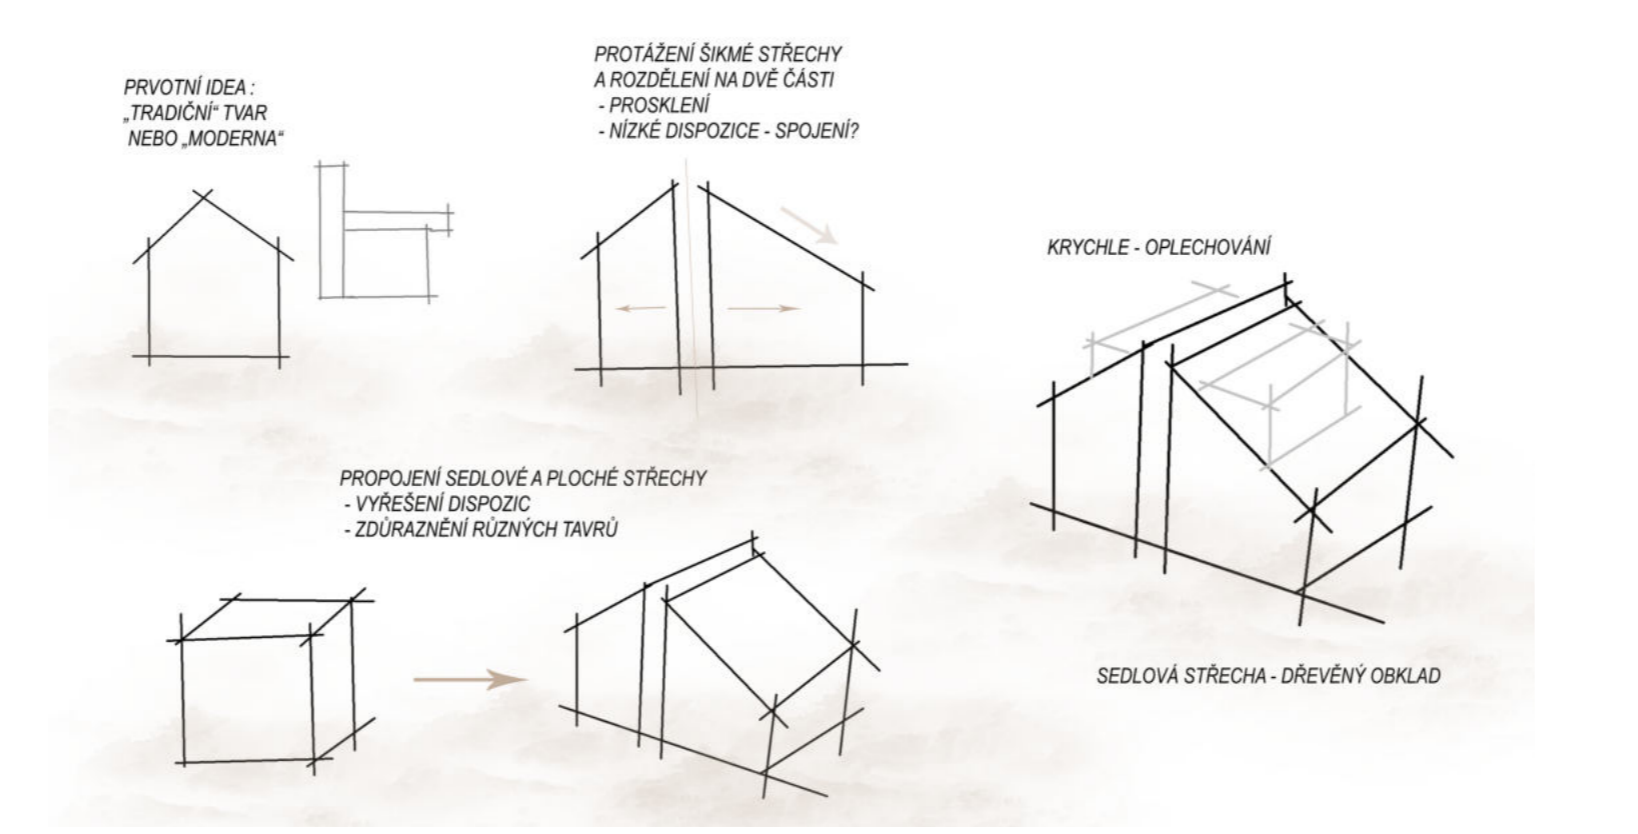 PRVOTNÍ IDEA :
„TRADIČNÍ“ TVAR
NEBO „MODERNA“
PROTÁŽENÍ ŠIKMÉ STŘECHY
A ROZDĚLENÍ NA DVĚ ČÁSTI
- PROSKLENÍ
- NÍZKÉ DISPOZICE - SPOJENÍ?
PROPOJENÍ SEDLOVÉ A PLOCHÉ STŘECHY
- VYŘEŠENÍ DISPOZIC
- ZDŮRAZNĚNÍ RŮZNÝCH TAVRŮ
KRYCHLE - OPLECHOVÁNÍ
SEDLOVÁ STŘECHA - DŘEVĚNÝ OBKLAD